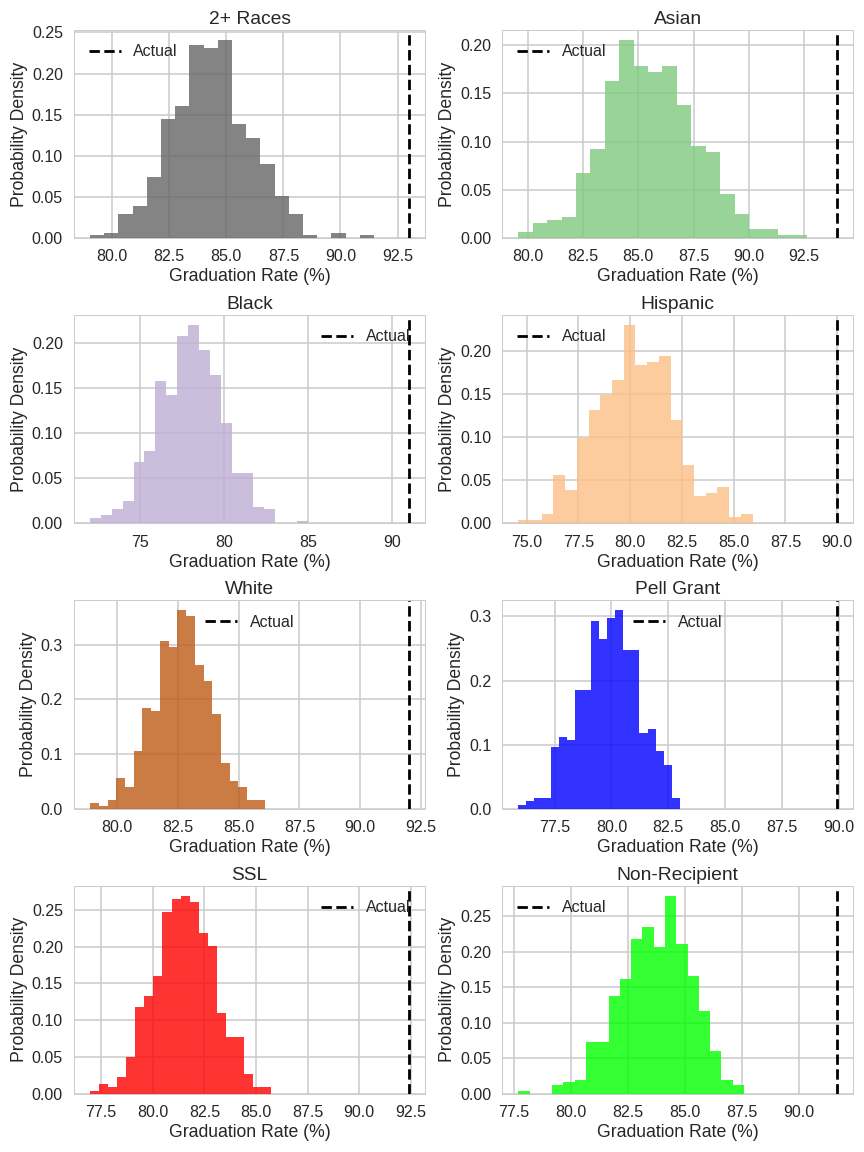 2+ Races
Probability Density
0.25
0.20
0.15
0.10
0.05
0.00
Actual
80.0 82.5 85.0 87.5 90.0 92.5
Graduation Rate (%)
Asian
Probability Density
0.20
0.15
0.10
0.05
0.00
Actual
80.0 82.5 85.0 87.5 90.0 92.5
Graduation Rate (%)
Black
Probability Density
0.20
0.15
0.10
0.05
0.00
Actual
75 80 85 90
Graduation Rate (%)
Hispanic
Probability Density
0.20
0.15
0.10
0.05
0.00
Actual
75.0 77.5 80.0 82.5 85.0 87.5 90.0
Graduation Rate (%)
White
Probability Density
0.3
0.2
0.1
0.0
Actual
80.0 82.5 85.0 87.5 90.0 92.5
Graduation Rate (%)
Pell Grant
Probability Density
0.3
0.2
0.1
0.0
Actual
77.5 80.0 82.5 85.0 87.5 90.0
Graduation Rate (%)
SSL
Probability Density
0.25
0.20
0.15
0.10
0.05
0.00
Actual
77.5 80.0 82.5 85.0 87.5 90.0 92.5
Graduation Rate (%)
Non-Recipient
Probability Density
0.25
0.20
0.15
0.10
0.05
0.00
Actual
77.5 80.0 82.5 85.0 87.5 90.0
Graduation Rate (%)